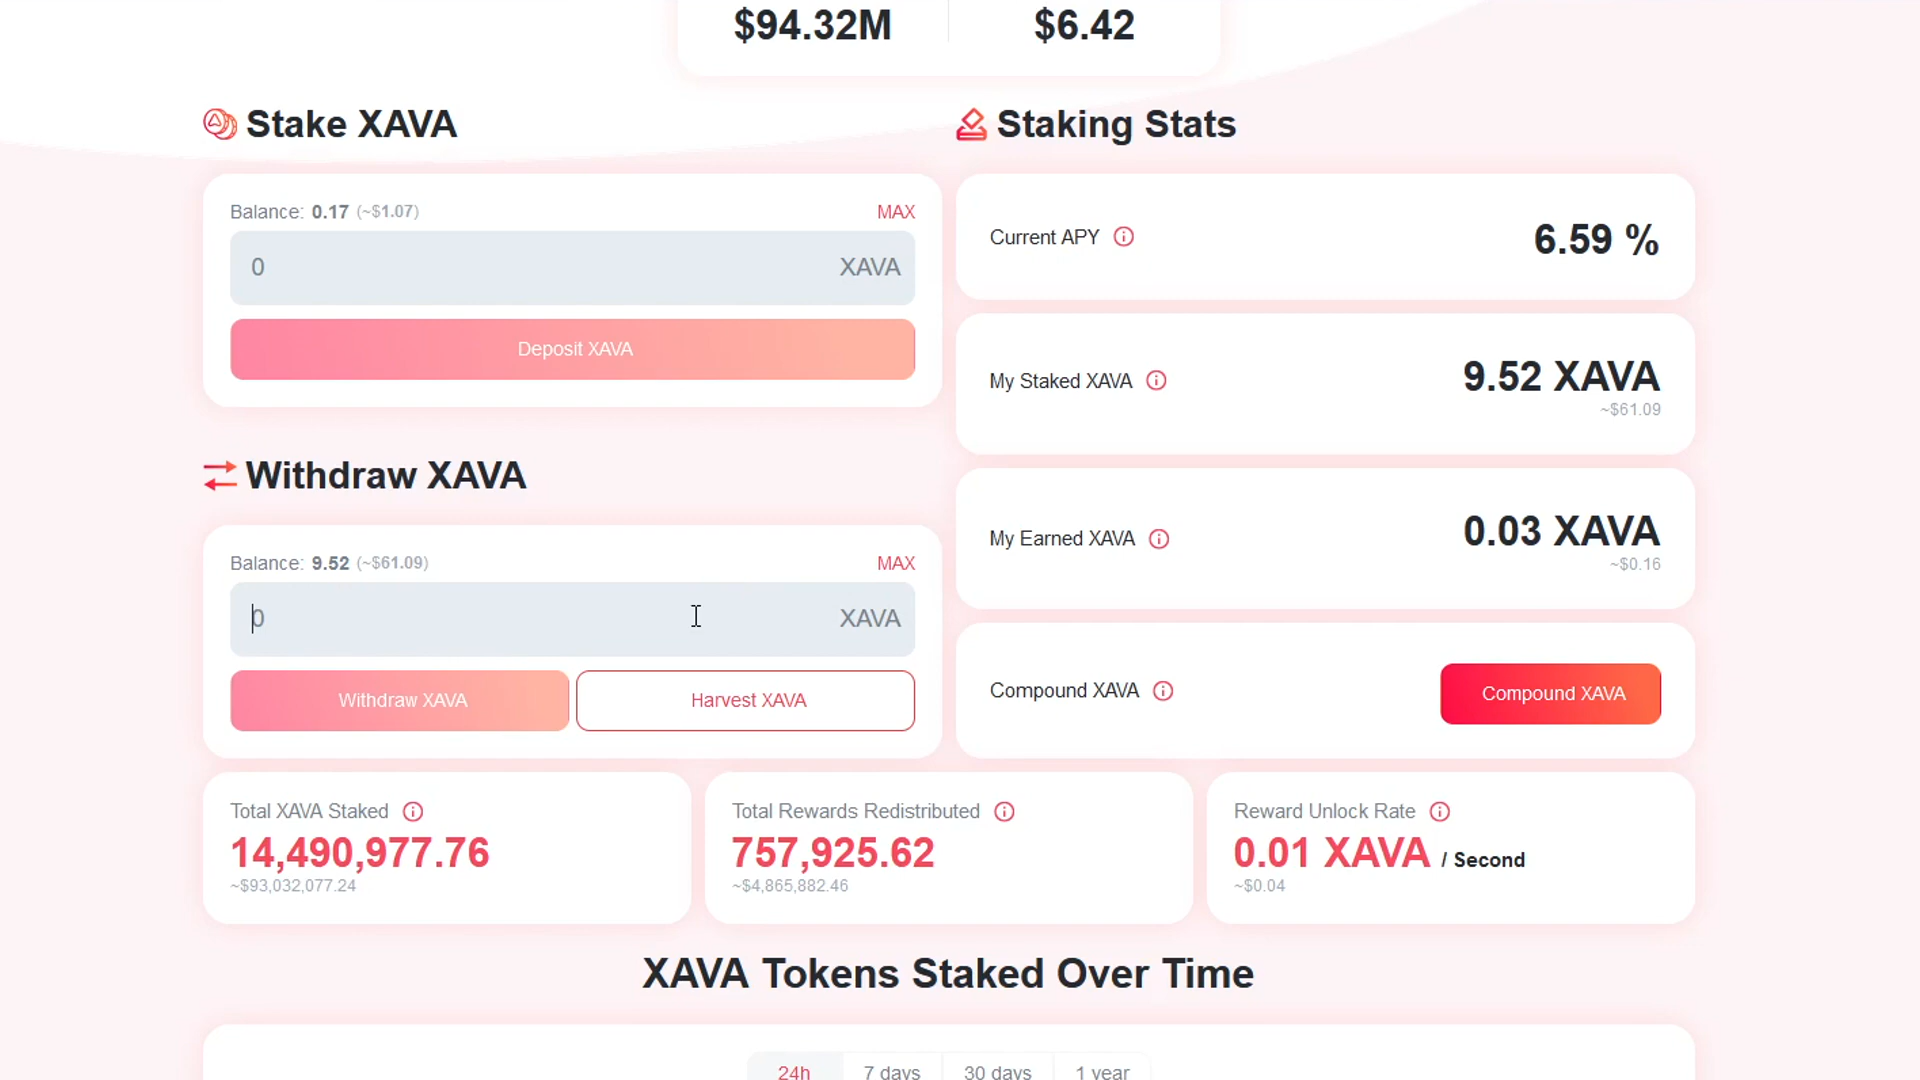 $94.32M
$6.42
Stake XAVA
Balance: 0.17 (~$1.07)
MAX
0
XAVA
Deposit XAVA
Withdraw XAVA
Balance: 9.52 (~$61.09)
MAX
0
XAVA
Withdraw XAVA
Harvest XAVA
Staking Stats
Current APY
6.59 %
My Staked XAVA
9.52 XAVA
~$61.09
My Earned XAVA
0.03 XAVA
~$0.16
Compound XAVA
Compound XAVA
Total XAVA Staked
14,490,977.76
~$93,032,077.24
Total Rewards Redistributed
757,925.62
~$4,865,882.46
Reward Unlock Rate
0.01 XAVA / Second
~$0.04
XAVA Tokens Staked Over Time
24h
7 days
30 days
1 year